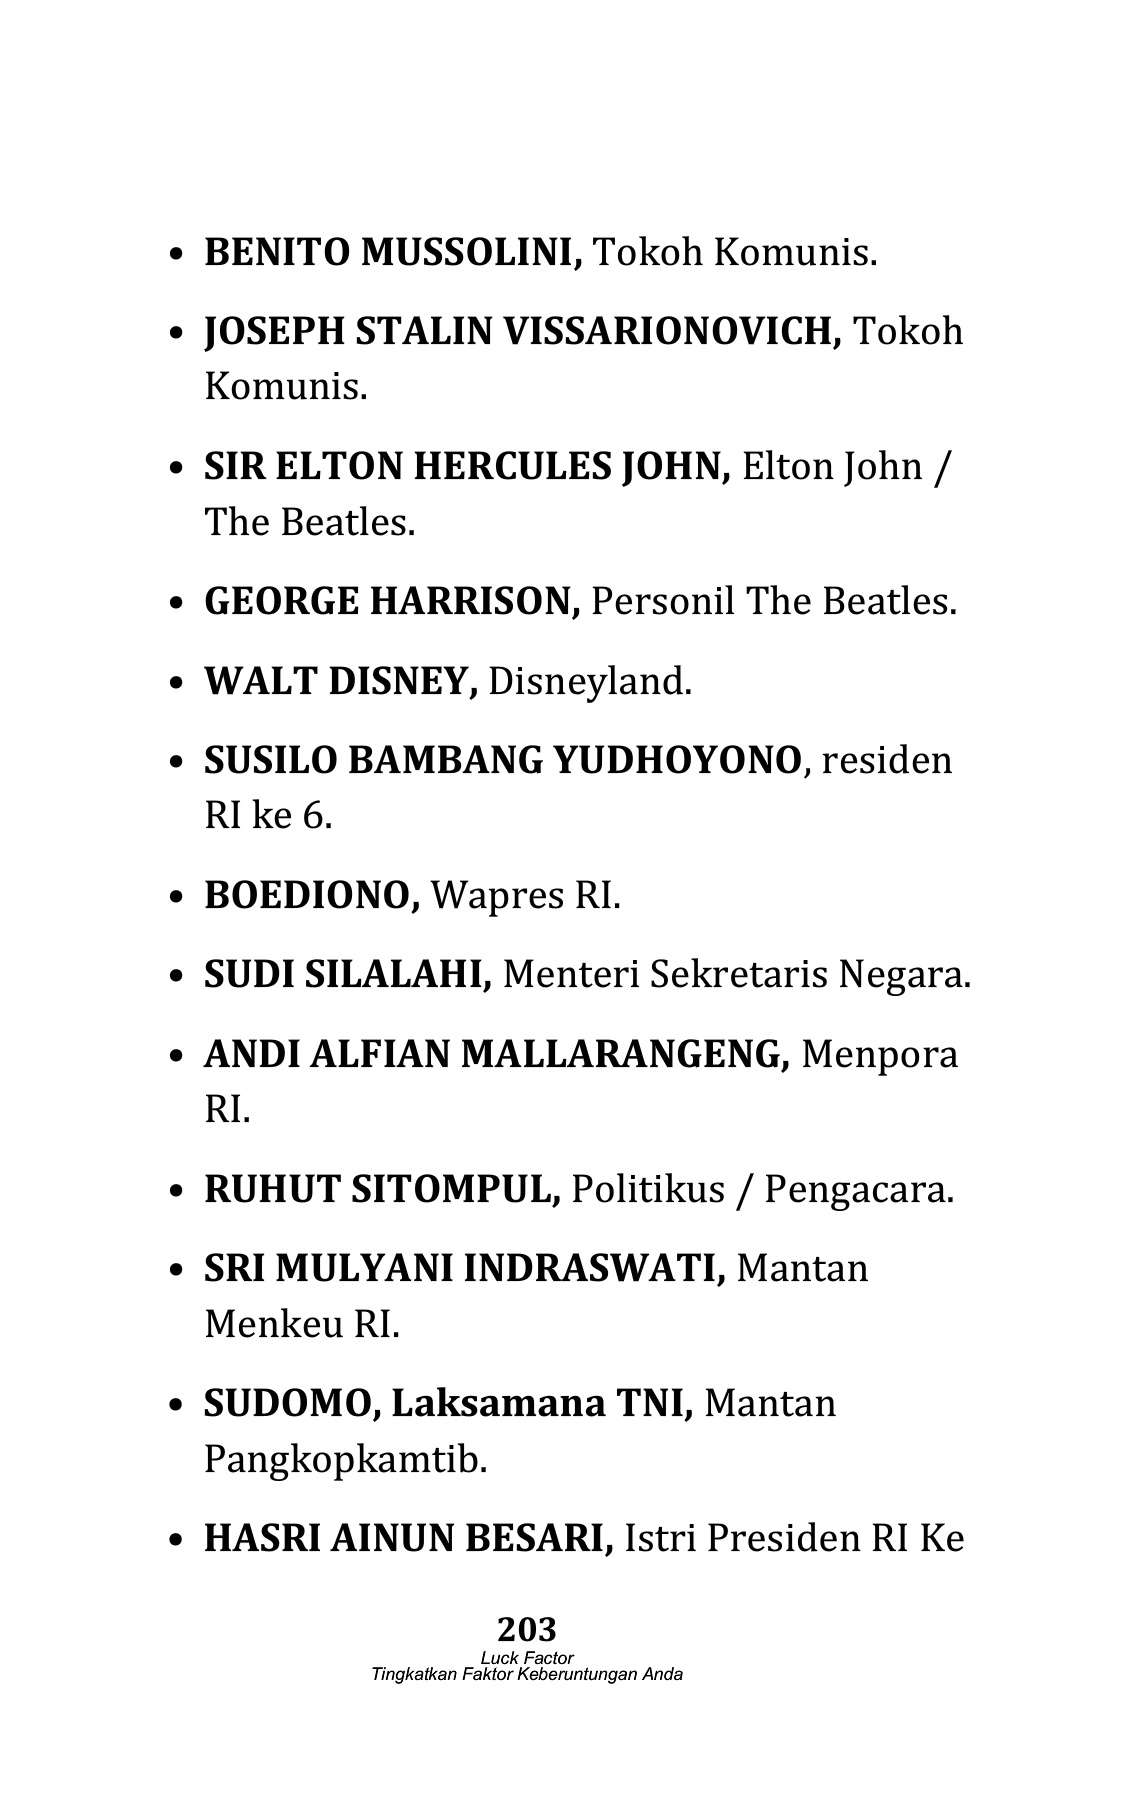 • BENITO MUSSOLINI, Tokoh Komunis.
• JOSEPH STALIN VISSARIONOVICH, Tokoh
Komunis.
• SIR ELTON HERCULES JOHN, Elton John /
The Beatles.
• GEORGE HARRISON, Personil The Beatles.
• WALT DISNEY, Disneyland.
• SUSILO BAMBANG YUDHOYONO, residen
RI ke 6.
• BOEDIONO, Wapres RI.
• SUDI SILALAHI, Menteri Sekretaris Negara.
• ANDI ALFIAN MALLARANGENG, Menpora
RI.
• RUHUT SITOMPUL, Politikus / Pengacara.
• SRI MULYANI INDRASWATI, Mantan
Menkeu RI.
• SUDOMO, Laksamana TNI, Mantan
Pangkopkamtib.
• HASRI AINUN BESARI, Istri Presiden RI Ke
203
Luck Factor
Tingkatkan Faktor Keberuntungan Anda